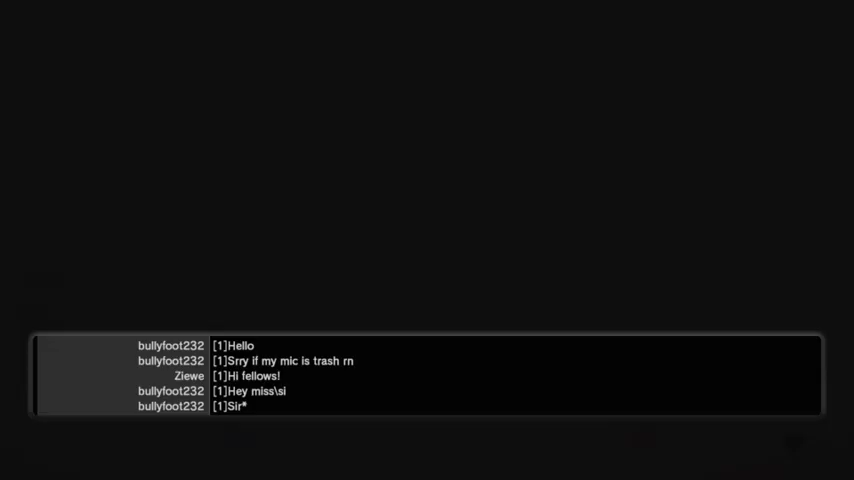 bullyfoot232 [1]Hello
bullyfoot232 [1]Srry if my mic is trash rn
Ziewe [1]Hi fellows!
bullyfoot232 [1]Hey miss\si
bullyfoot232 [1]Sir*